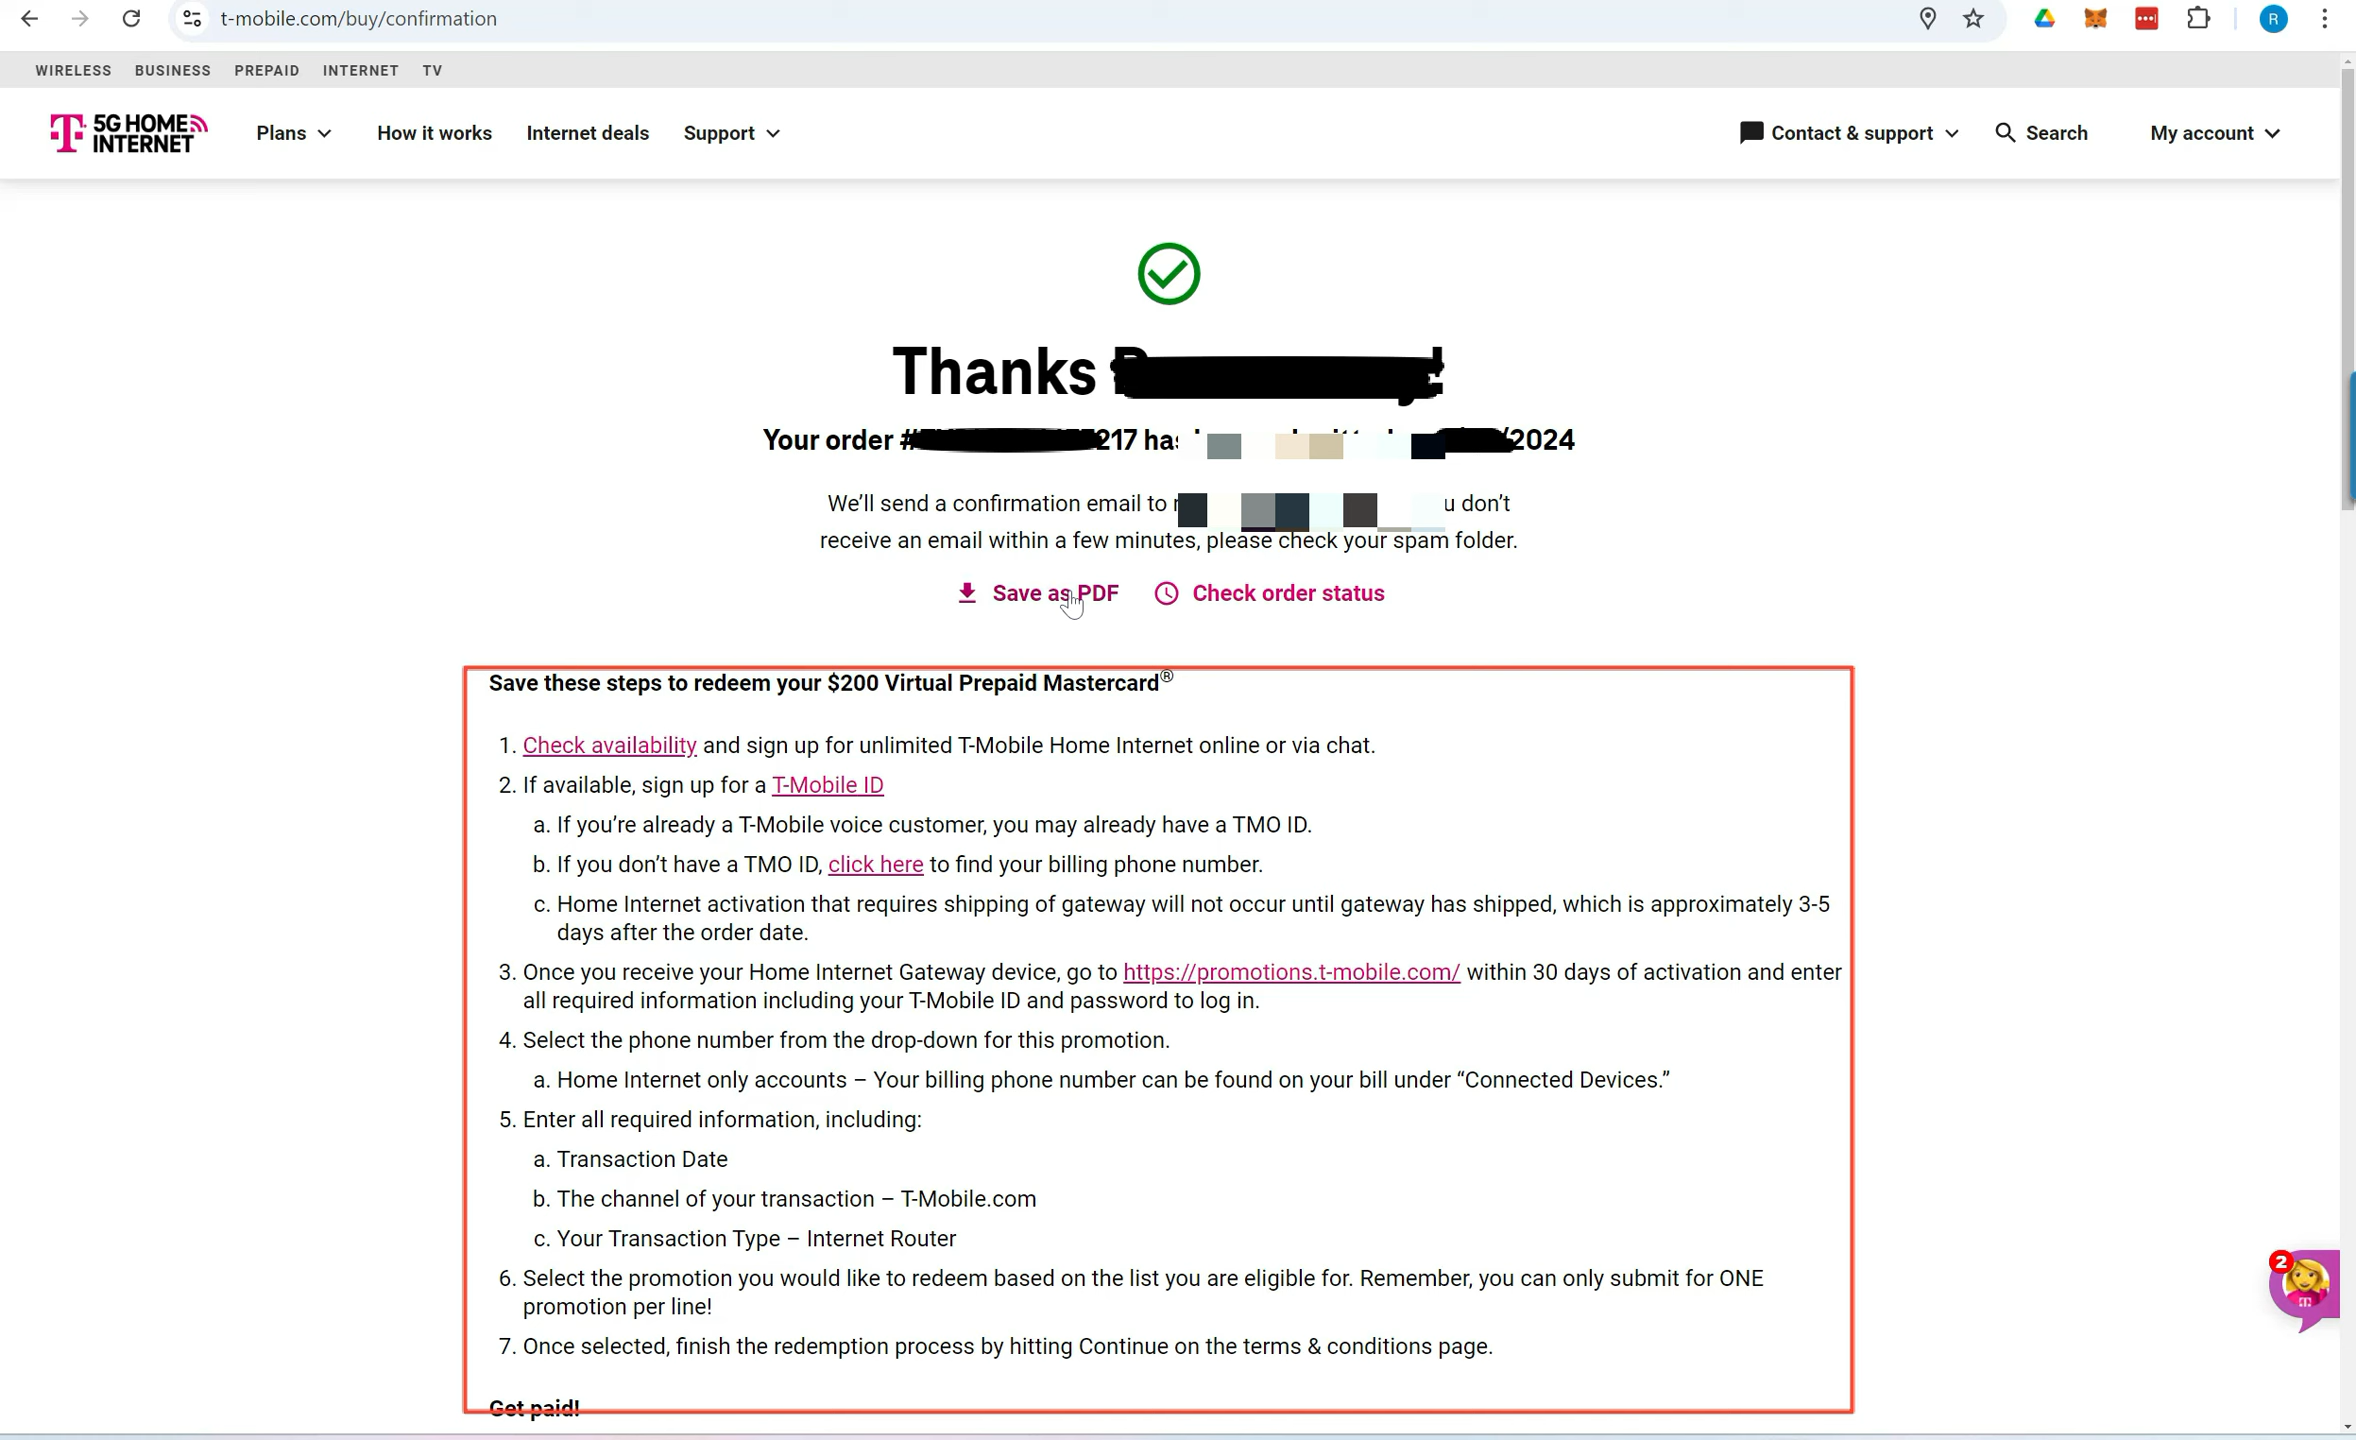 t-mobile.com/buy/confirmation
R
WIRELESS BUSINESS PREPAID INTERNET TV
T 5G HOME INTERNET Plans How it works Internet deals Support Contact & support Search My account
Thanks
Your order # 217 has 2024
We’ll send a confirmation email to u don’t
receive an email within a few minutes, please check your spam folder.
Save as PDF Check order status
Save these steps to redeem your $200 Virtual Prepaid Mastercard®
1. Check availability and sign up for unlimited T-Mobile Home Internet online or via chat.
2. If available, sign up for a T-Mobile ID
a. If you’re already a T-Mobile voice customer, you may already have a TMO ID.
b. If you don’t have a TMO ID, click here to find your billing phone number.
c. Home Internet activation that requires shipping of gateway will not occur until gateway has shipped, which is approximately 3-5
days after the order date.
3. Once you receive your Home Internet Gateway device, go to https://promotions.t-mobile.com/ within 30 days of activation and enter
all required information including your T-Mobile ID and password to log in.
4. Select the phone number from the drop-down for this promotion.
a. Home Internet only accounts – Your billing phone number can be found on your bill under “Connected Devices.”
5. Enter all required information, including:
a. Transaction Date
b. The channel of your transaction – T-Mobile.com
c. Your Transaction Type – Internet Router
6. Select the promotion you would like to redeem based on the list you are eligible for. Remember, you can only submit for ONE
promotion per line!
7. Once selected, finish the redemption process by hitting Continue on the terms & conditions page.
2
Get paid!